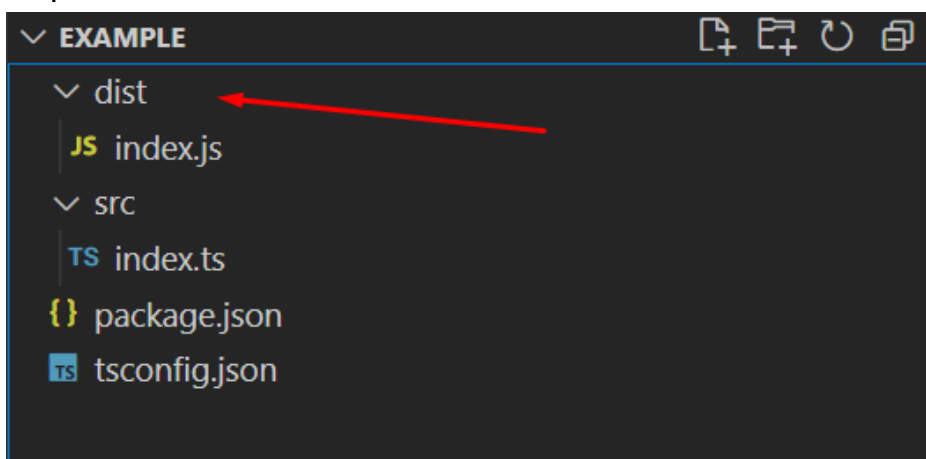 EXAMPLE
dist
JS index.js
src
TS index.ts
{} package.json
TS tsconfig.json